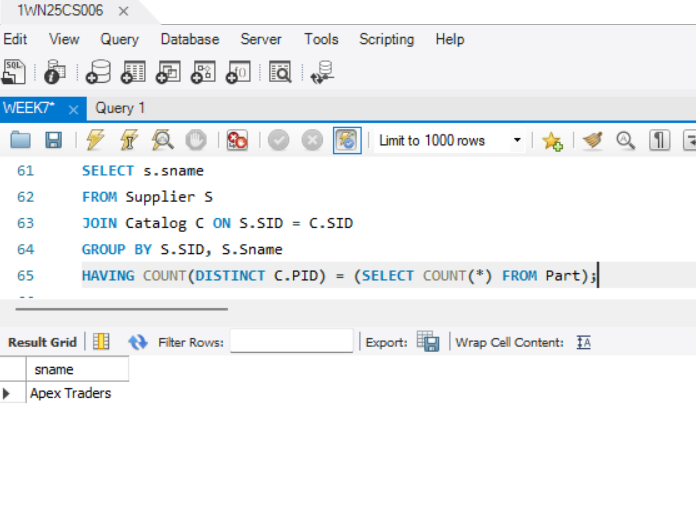 1WN25CS006 ×
Edit View Query Database Server Tools Scripting Help
SQL
WEEK7* × Query 1
Limit to 1000 rows
61 SELECT s.sname
62 FROM Supplier S
63 JOIN Catalog C ON S.SID = C.SID
64 GROUP BY S.SID, S.Sname
65 HAVING COUNT(DISTINCT C.PID) = (SELECT COUNT(*) FROM Part);
Result Grid Filter Rows: Export: Wrap Cell Content: IA
sname
Apex Traders